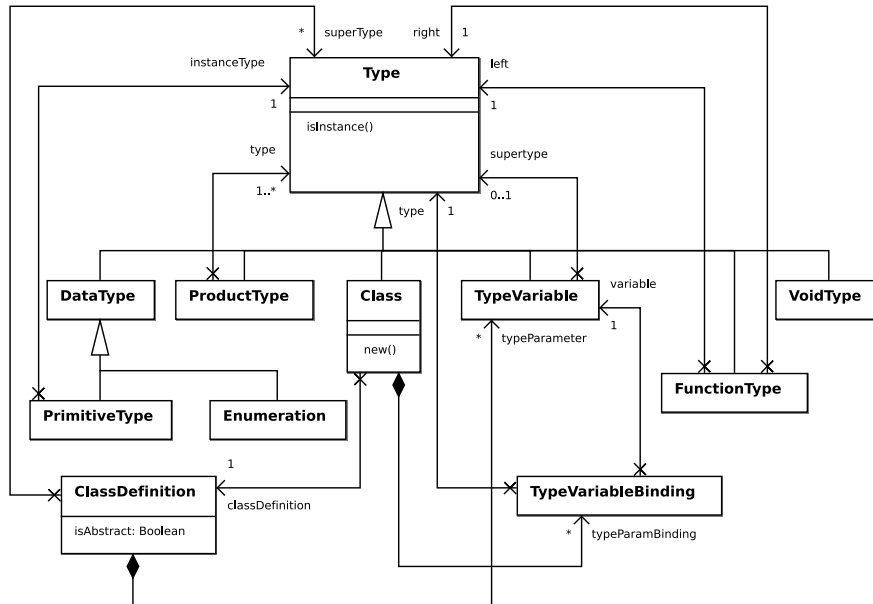 * superType
right 1
instanceType
Type
left
1
1
isInstance()
type
supertype
1..*
0..1
type 1
DataType
ProductType
Class
TypeVariable
variable
VoidType
1
new()
* typeParameter
PrimitiveType
Enumeration
FunctionType
1
ClassDefinition
classDefinition
TypeVariableBinding
isAbstract: Boolean
* typeParamBinding